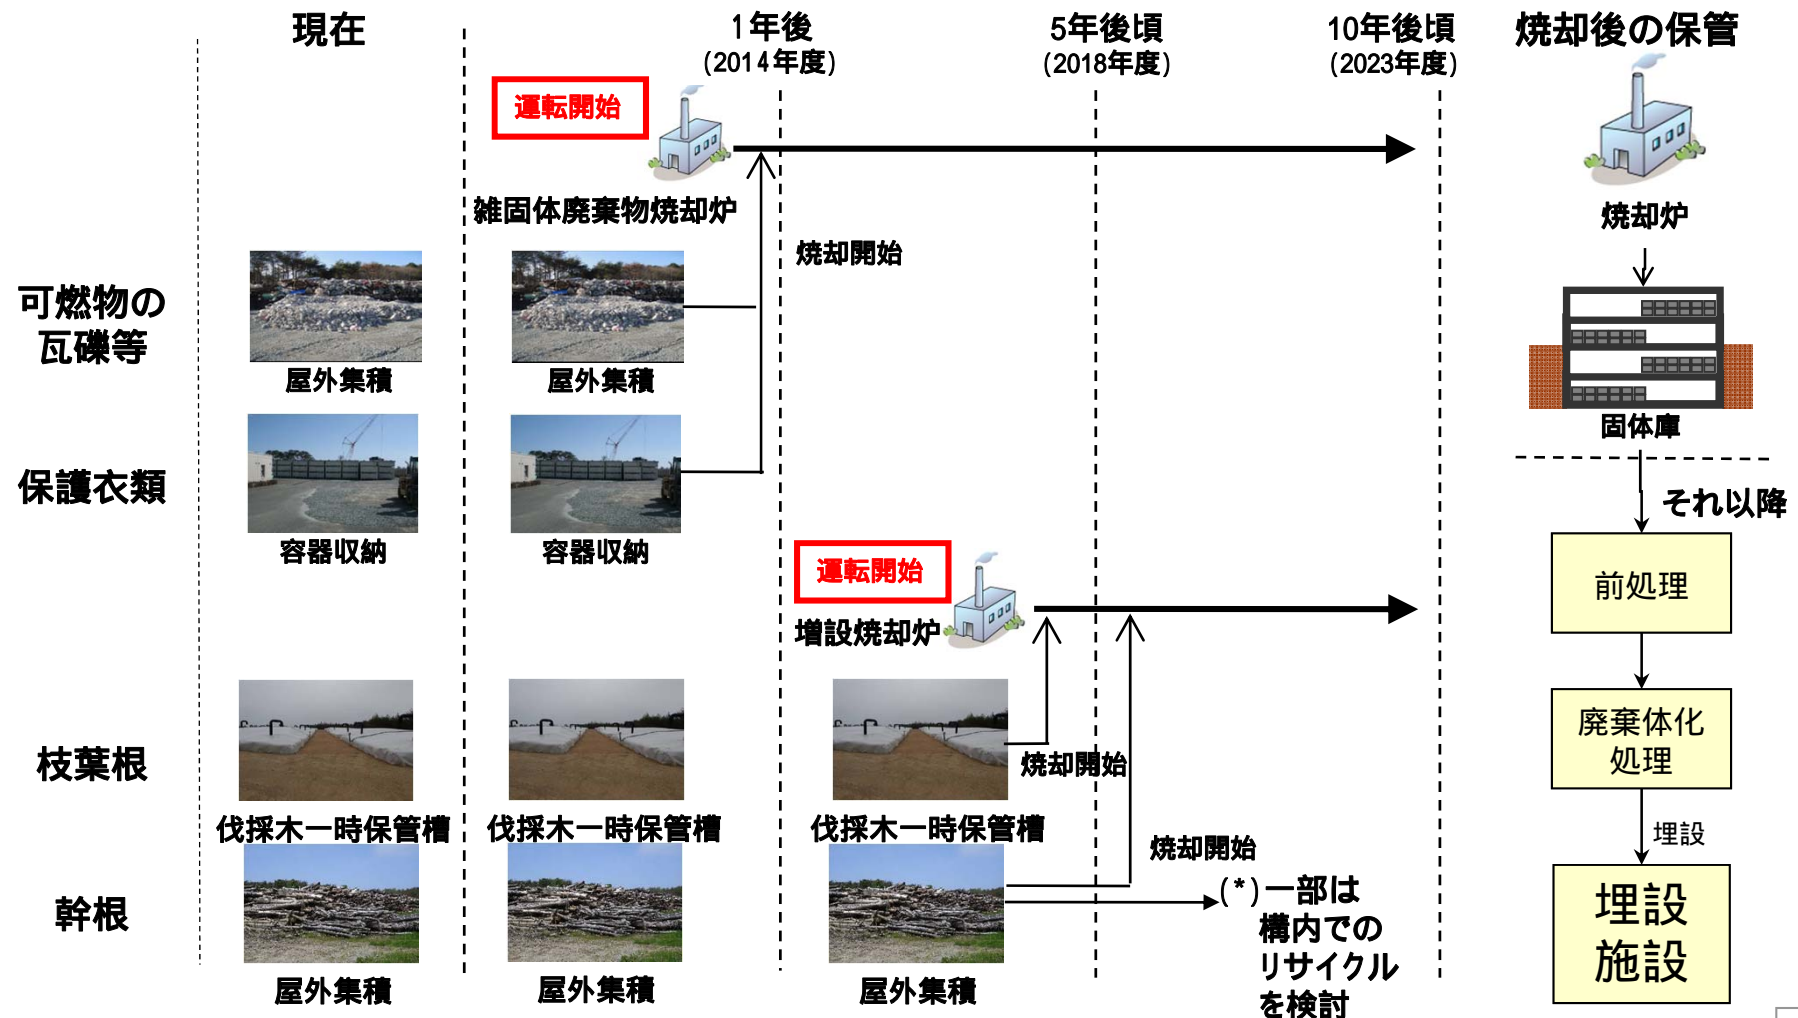 現在
1年後
(2014年度)
5年後頃
(2018年度)
10年後頃
(2023年度)
焼却後の保管
運転開始
雑固体廃棄物焼却炉
焼却開始
焼却炉
可燃物の
瓦礫等
屋外集積
屋外集積
固体庫
保護衣類
容器収納
容器収納
それ以降
運転開始
増設焼却炉
前処理
枝葉根
伐採木一時保管槽
伐採木一時保管槽
伐採木一時保管槽
焼却開始
廃棄体化
処理
埋設
幹根
屋外集積
屋外集積
屋外集積
焼却開始
(*)一部は
構内での
リサイクル
を検討
埋設
施設